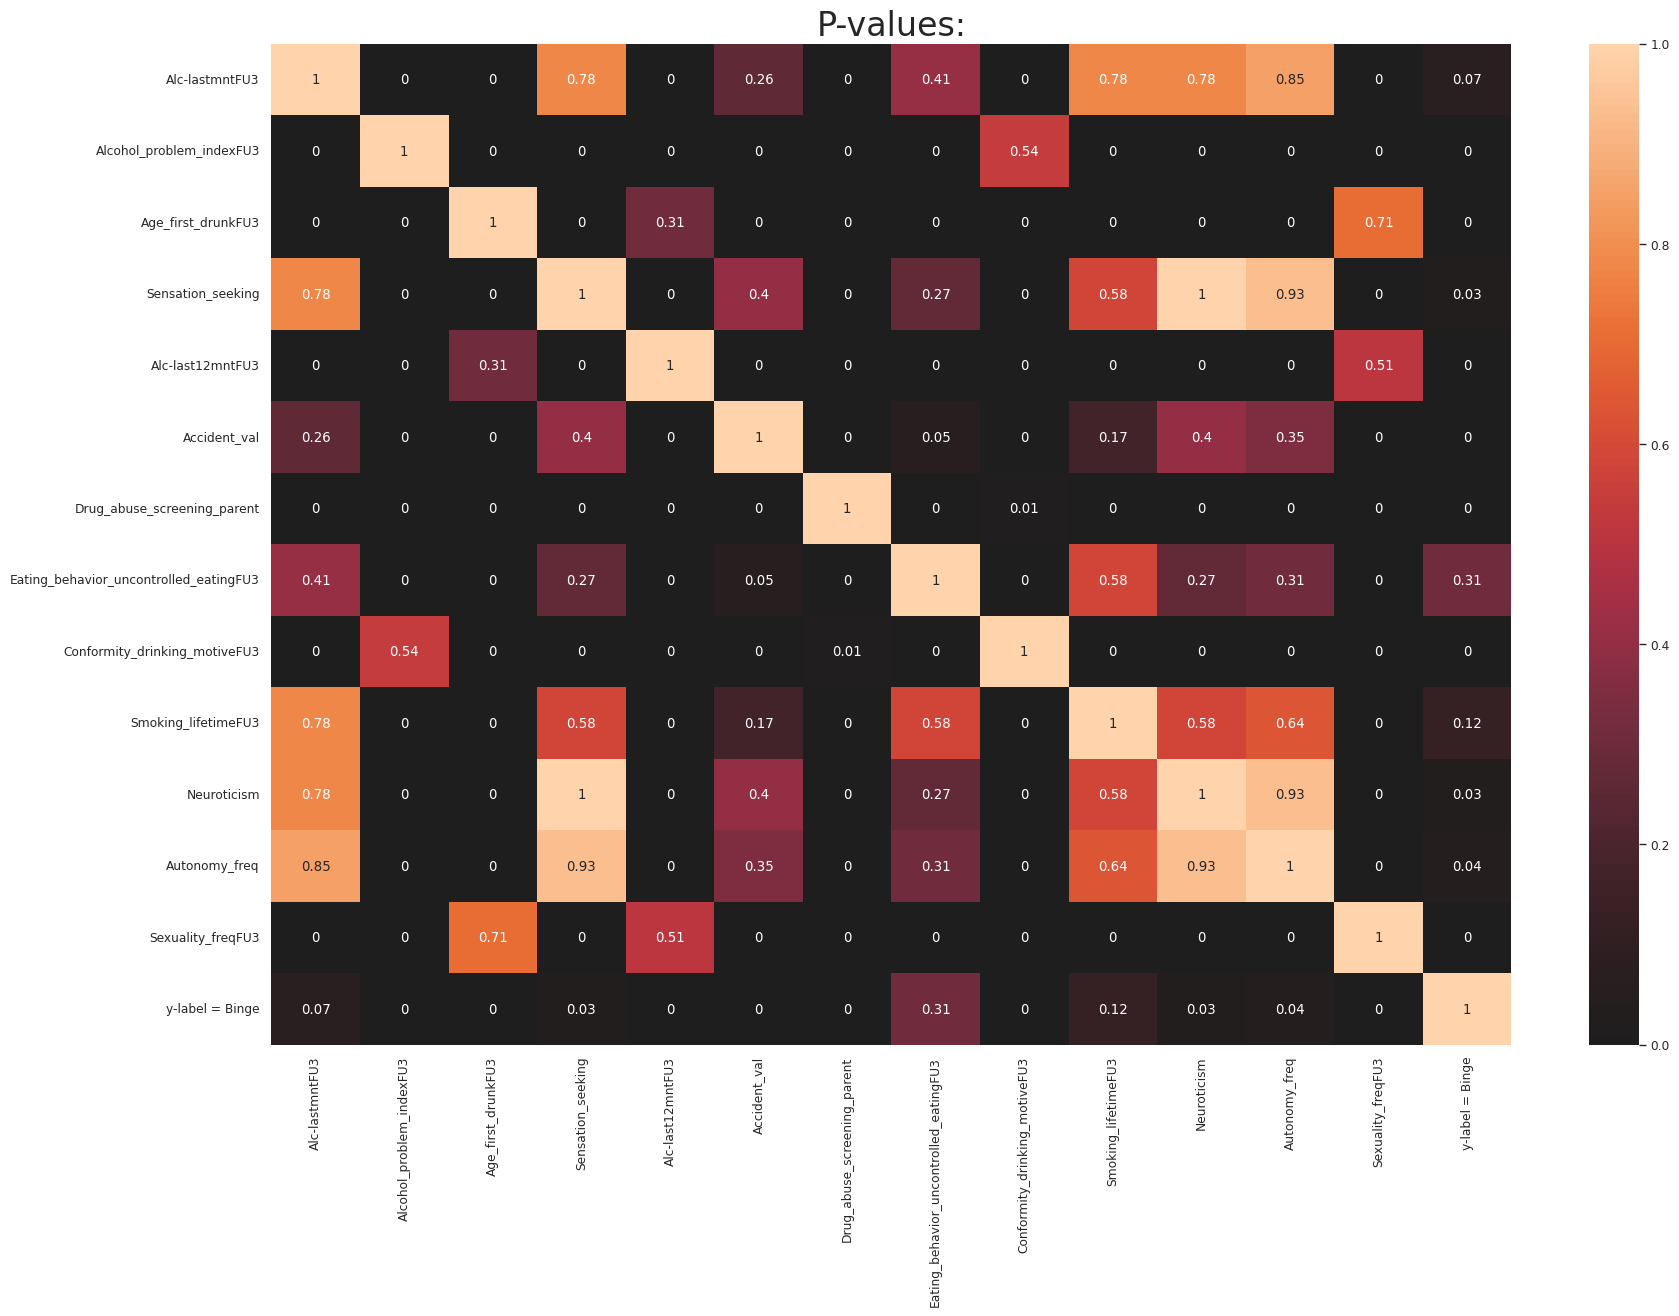 P-values:
Alc-lastmntFU3 1 0 0 0.78 0 0.26 0 0.41 0 0.78 0.78 0.85 0 0.07
Alcohol_problem_indexFU3 0 1 0 0 0 0 0 0 0.54 0 0 0 0 0
Age_first_drunkFU3 0 0 1 0 0.31 0 0 0 0 0 0 0 0.71 0
Sensation_seeking 0.78 0 0 1 0 0.4 0 0.27 0 0.58 1 0.93 0 0.03
Alc-last12mntFU3 0 0 0.31 0 1 0 0 0 0 0 0 0 0.51 0
Accident_val 0.26 0 0 0.4 0 1 0 0.05 0 0.17 0.4 0.35 0 0
Drug_abuse_screening_parent 0 0 0 0 0 0 1 0 0.01 0 0 0 0 0
Eating_behavior_uncontrolled_eatingFU3 0.41 0 0 0.27 0 0.05 0 1 0 0.58 0.27 0.31 0 0.31
Conformity_drinking_motiveFU3 0 0.54 0 0 0 0 0.01 0 1 0 0 0 0 0
Smoking_lifetimeFU3 0.78 0 0 0.58 0 0.17 0 0.58 0 1 0.58 0.64 0 0.12
Neuroticism 0.78 0 0 1 0 0.4 0 0.27 0 0.58 1 0.93 0 0.03
Autonomy_freq 0.85 0 0 0.93 0 0.35 0 0.31 0 0.64 0.93 1 0 0.04
Sexuality_freqFU3 0 0 0.71 0 0.51 0 0 0 0 0 0 0 1 0
y-label = Binge 0.07 0 0 0.03 0 0 0 0.31 0 0.12 0.03 0.04 0 1
Alc-lastmntFU3
Alcohol_problem_indexFU3
Age_first_drunkFU3
Sensation_seeking
Alc-last12mntFU3
Accident_val
Drug_abuse_screening_parent
Eating_behavior_uncontrolled_eatingFU3
Conformity_drinking_motiveFU3
Smoking_lifetimeFU3
Neuroticism
Autonomy_freq
Sexuality_freqFU3
y-label = Binge
1.0
0.8
0.6
0.4
0.2
0.0